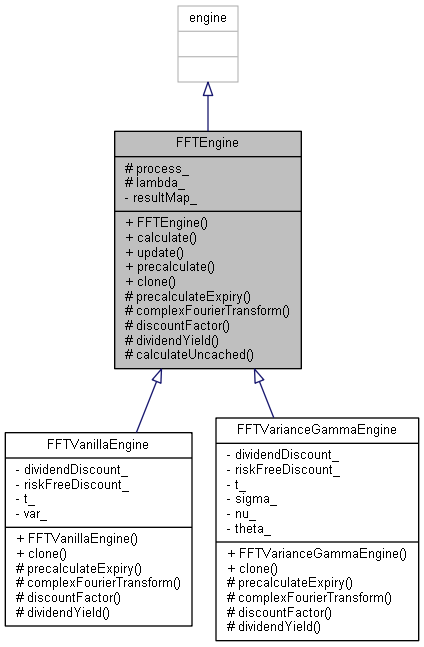 engine
FFTEngine
# process_
# lambda_
- resultMap_
+ FFTEngine()
+ calculate()
+ update()
+ precalculate()
+ clone()
# precalculateExpiry()
# complexFourierTransform()
# discountFactor()
# dividendYield()
# calculateUncached()
FFTVanillaEngine
- dividendDiscount_
- riskFreeDiscount_
- t_
- var_
+ FFTVanillaEngine()
+ clone()
# precalculateExpiry()
# complexFourierTransform()
# discountFactor()
# dividendYield()
FFTVarianceGammaEngine
- dividendDiscount_
- riskFreeDiscount_
- t_
- sigma_
- nu_
- theta_
+ FFTVarianceGammaEngine()
+ clone()
# precalculateExpiry()
# complexFourierTransform()
# discountFactor()
# dividendYield()